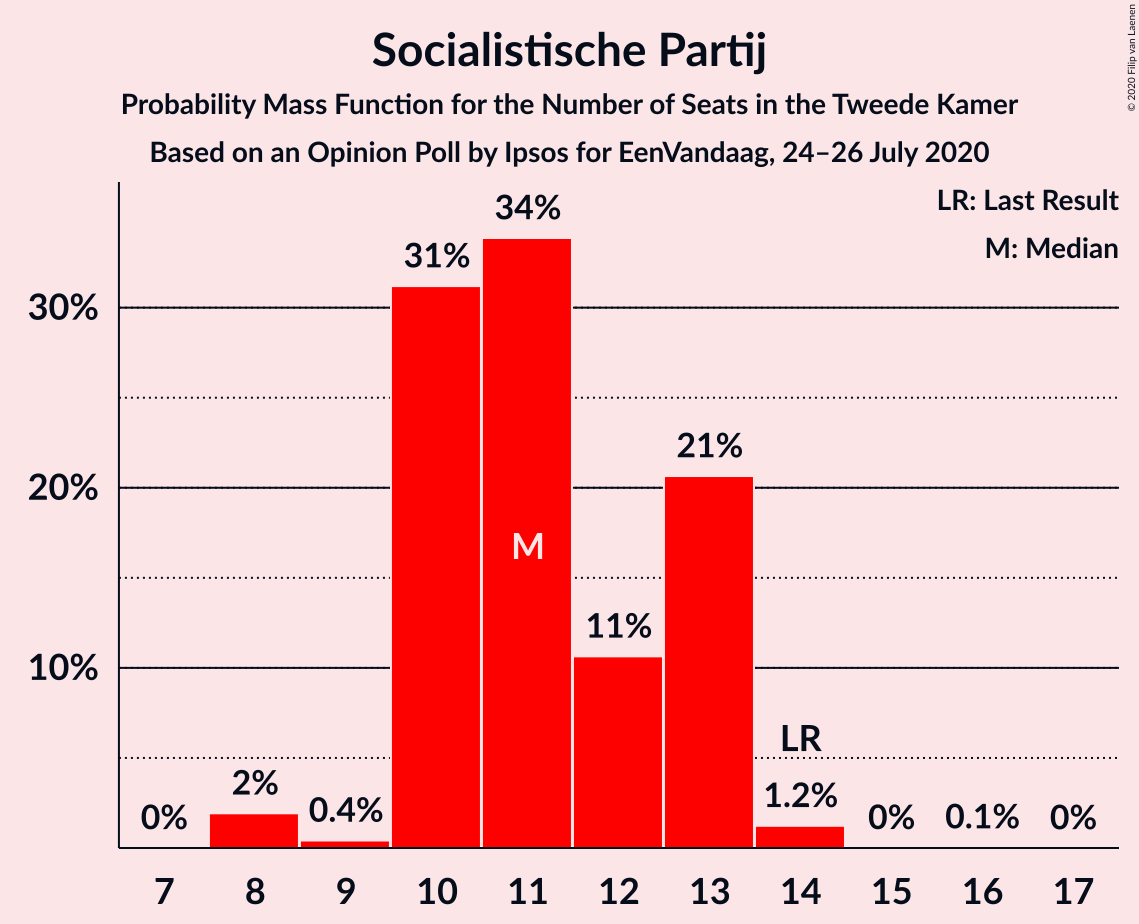 Socialistische Partij
Probability Mass Function for the Number of Seats in the Tweede Kamer
Based on an Opinion Poll by Ipsos for EenVandaag, 24–26 July 2020
© 2020 Filip van Laenen
LR: Last Result
M: Median
34%
31%
30%
21%
20%
M
11%
10%
LR
2%
1.2%
0.4%
0%
0%
0.1%
0%
7 8 9 10 11 12 13 14 15 16 17